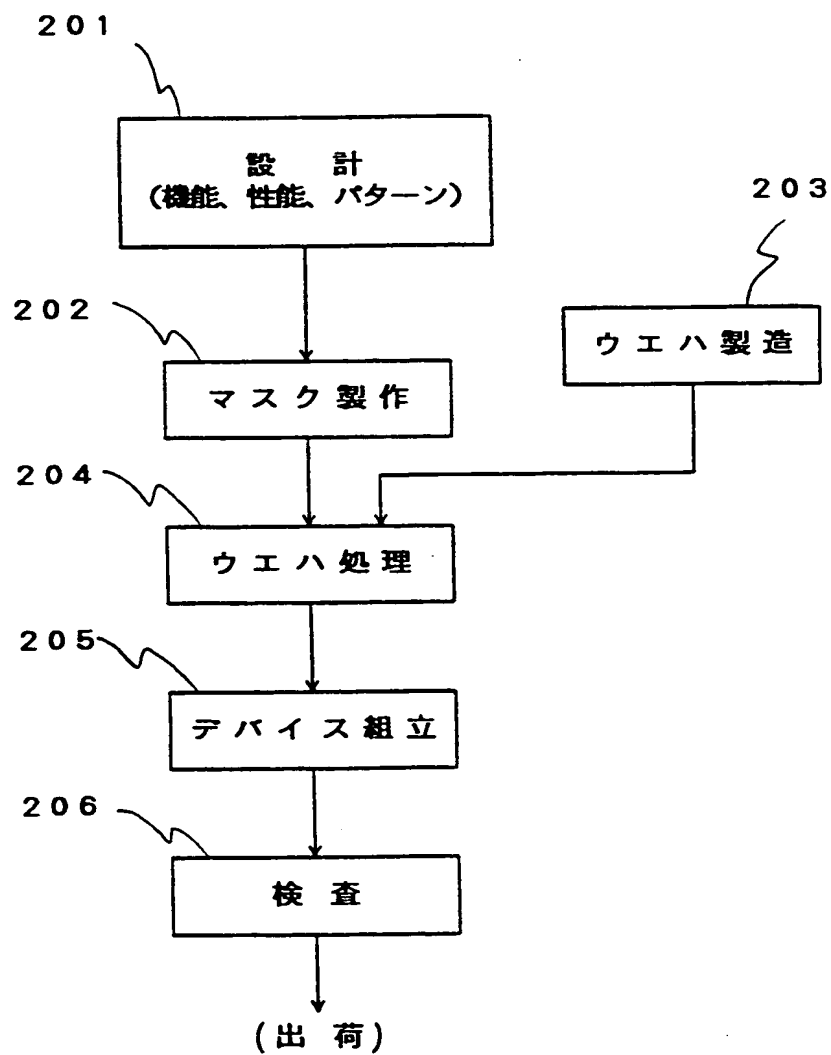 ２０１
設　計
（機能、性能、パターン）
２０３
２０２
ウエハ製造
マスク製作
２０４
ウエハ処理
２０５
デバイス組立
２０６
検査
（出　荷）